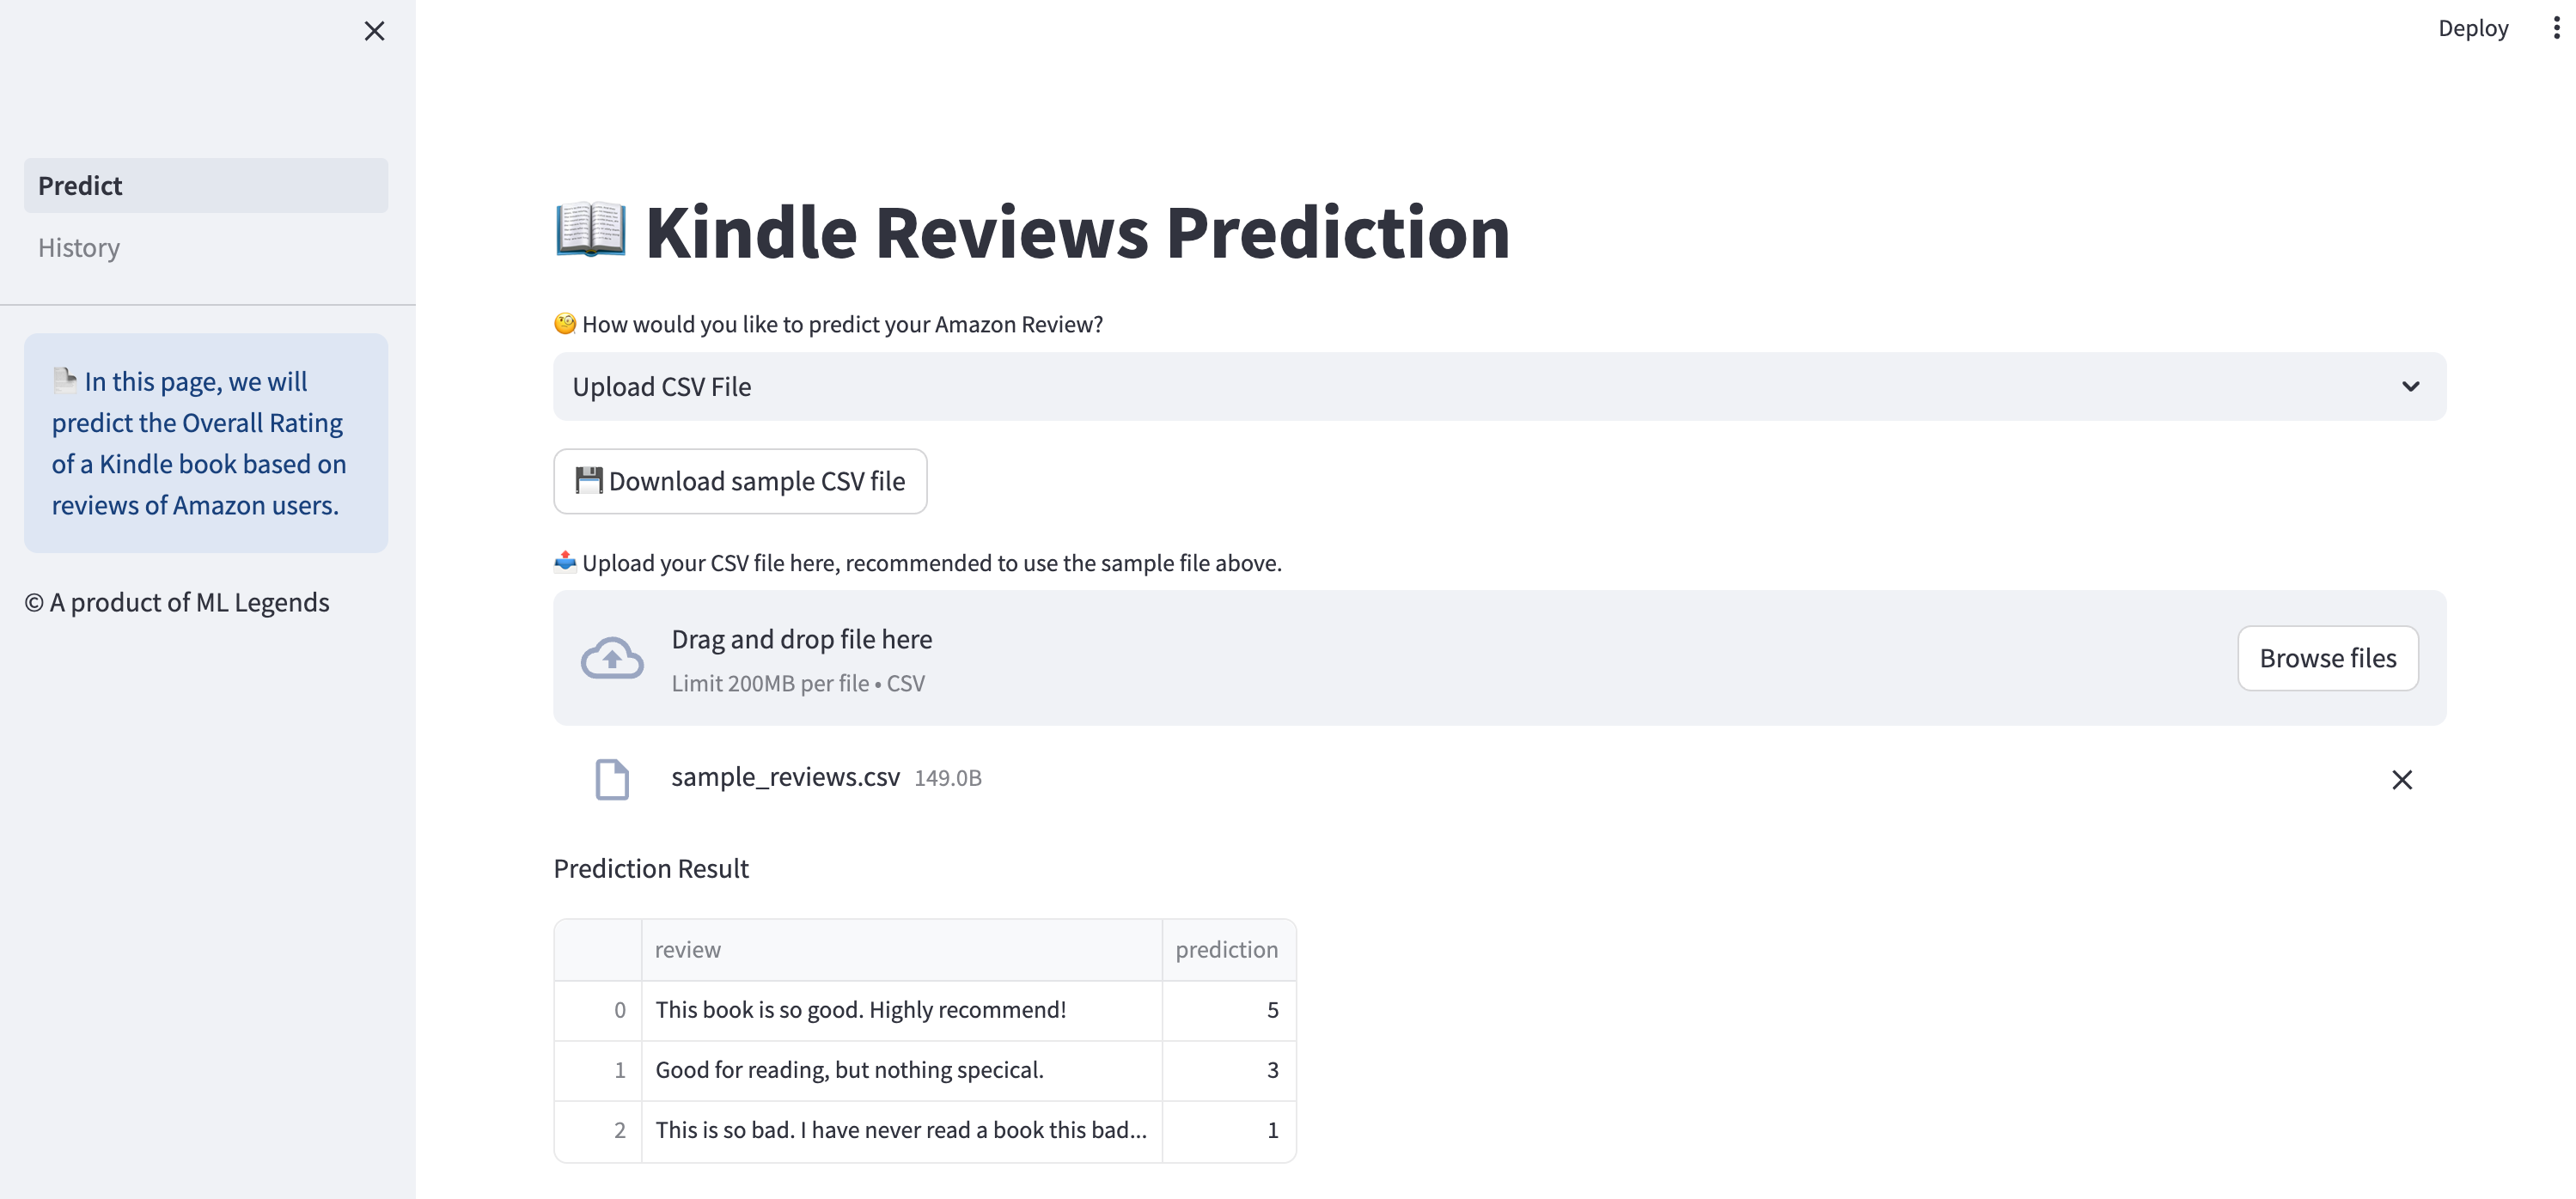 Deploy
Predict
History
In this page, we will
predict the Overall Rating
of a Kindle book based on
reviews of Amazon users.
© A product of ML Legends
Kindle Reviews Prediction
How would you like to predict your Amazon Review?
Upload CSV File
Download sample CSV file
Upload your CSV file here, recommended to use the sample file above.
Drag and drop file here
Limit 200MB per file • CSV
Browse files
sample_reviews.csv 149.0B
Prediction Result
review prediction
0 This book is so good. Highly recommend! 5
1 Good for reading, but nothing specical. 3
2 This is so bad. I have never read a book this bad... 1